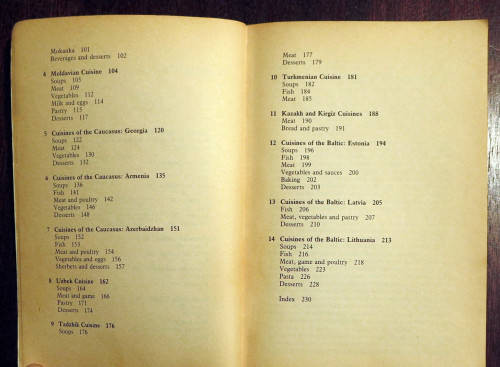 Mokanka 101
Beverages and desserts 102
4 Moldavian Cuisine 104
Soups 105
Meat 109
Vegetables 112
Milk and eggs 114
Pastry 115
Desserts 117
5 Cuisines of the Caucasus: Georgia 120
Soups 122
Meat 124
Vegetables 130
Desserts 132
6 Cuisines of the Caucasus: Armenia 135
Soups 136
Fish 141
Meat and poultry 142
Vegetables 146
Desserts 148
7 Cuisines of the Caucasus: Azerbaidzhan 151
Soups 152
Fish 153
Meat and poultry 154
Vegetables and eggs 156
Sherbets and desserts 157
8 Uzbek Cuisine 162
Soups 164
Meat and game 166
Pastry 171
Desserts 174
9 Tadzhik Cuisine 176
Soups 176
Meat 177
Desserts 179
10 Turkmenian Cuisine 181
Soups 182
Fish 184
Meat 185
11 Kazakh and Kirgiz Cuisines 188
Meat 190
Bread and pastry 191
12 Cuisines of the Baltic: Estonia 194
Soups 196
Fish 198
Meat 199
Vegetables and sauces 200
Baking 202
Desserts 203
13 Cuisines of the Baltic: Latvia 205
Fish 206
Meat, vegetables and pastry 207
Desserts 210
14 Cuisines of the Baltic: Lithuania 213
Soups 214
Fish 216
Meat, game and poultry 218
Vegetables 223
Pasta 226
Desserts 228
Index 230